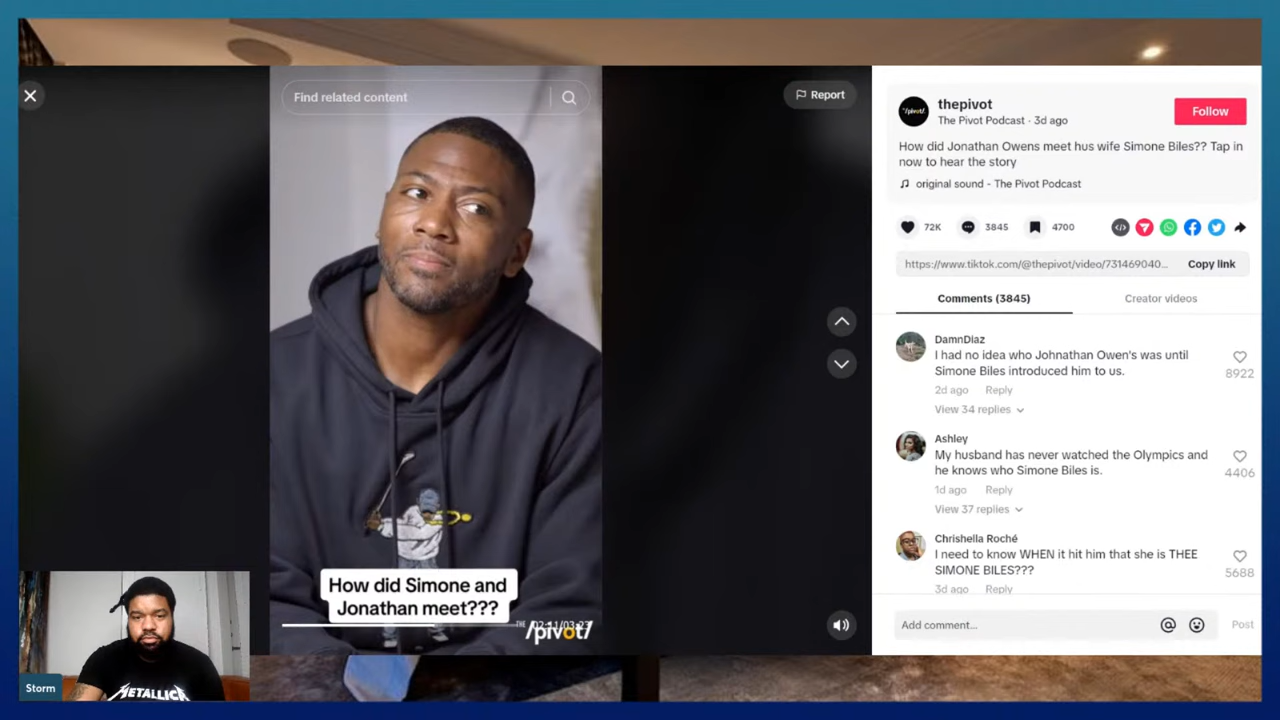 Find related content
Report
How did Simone and
Jonathan meet???
THE
/pivot/
Storm
METALLICA
/pivot/
thepivot
The Pivot Podcast · 3d ago
Follow
How did Jonathan Owens meet hus wife Simone Biles?? Tap in
now to hear the story
original sound - The Pivot Podcast
72K
3845
4700
https://www.tiktok.com/@thepivot/video/731469040...
Copy link
Comments (3845)
Creator videos
DamnDiaz
I had no idea who Johnathan Owen's was until
Simone Biles introduced him to us.
8922
2d ago Reply
View 34 replies
Ashley
My husband has never watched the Olympics and
he knows who Simone Biles is.
4406
1d ago Reply
View 37 replies
Chrishella Roché
I need to know WHEN it hit him that she is THEE
SIMONE BILES???
5688
3d ago Reply
Add comment...
Post